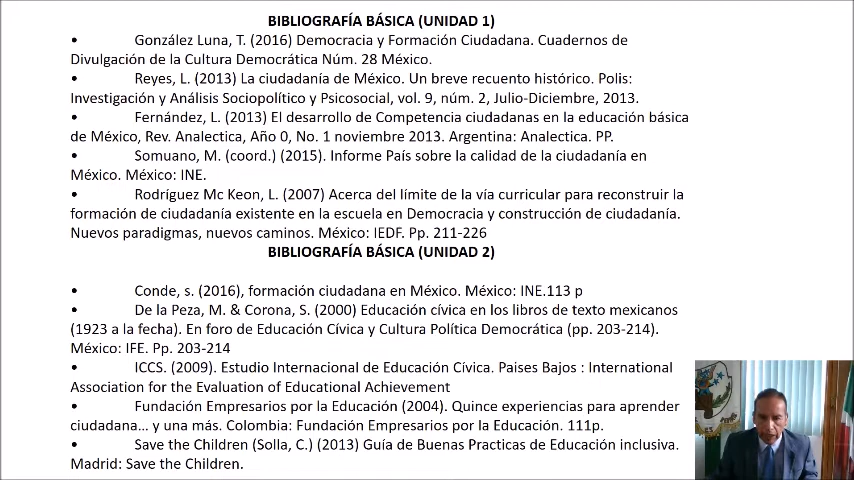 BIBLIOGRAFÍA BÁSICA (UNIDAD 1)
• González Luna, T. (2016) Democracia y Formación Ciudadana. Cuadernos de
Divulgación de la Cultura Democrática Núm. 28 México.
• Reyes, L. (2013) La ciudadanía de México. Un breve recuento histórico. Polis:
Investigación y Análisis Sociopolítico y Psicosocial, vol. 9, núm. 2, Julio-Diciembre, 2013.
• Fernández, L. (2013) El desarrollo de Competencia ciudadanas en la educación básica
de México, Rev. Analectica, Año 0, No. 1 noviembre 2013. Argentina: Analectica. PP.
• Somuano, M. (coord.) (2015). Informe País sobre la calidad de la ciudadanía en
México. México: INE.
• Rodríguez Mc Keon, L. (2007) Acerca del límite de la vía curricular para reconstruir la
formación de ciudadanía existente en la escuela en Democracia y construcción de ciudadanía.
Nuevos paradigmas, nuevos caminos. México: IEDF. Pp. 211-226
BIBLIOGRAFÍA BÁSICA (UNIDAD 2)
• Conde, s. (2016), formación ciudadana en México. México: INE.113 p
• De la Peza, M. & Corona, S. (2000) Educación cívica en los libros de texto mexicanos
(1923 a la fecha). En foro de Educación Cívica y Cultura Política Democrática (pp. 203-214).
México: IFE. Pp. 203-214
• ICCS. (2009). Estudio Internacional de Educación Cívica. Paises Bajos : International
Association for the Evaluation of Educational Achievement
• Fundación Empresarios por la Educación (2004). Quince experiencias para aprender
ciudadana… y una más. Colombia: Fundación Empresarios por la Educación. 111p.
• Save the Children (Solla, C.) (2013) Guía de Buenas Practicas de Educación inclusiva.
Madrid: Save the Children.